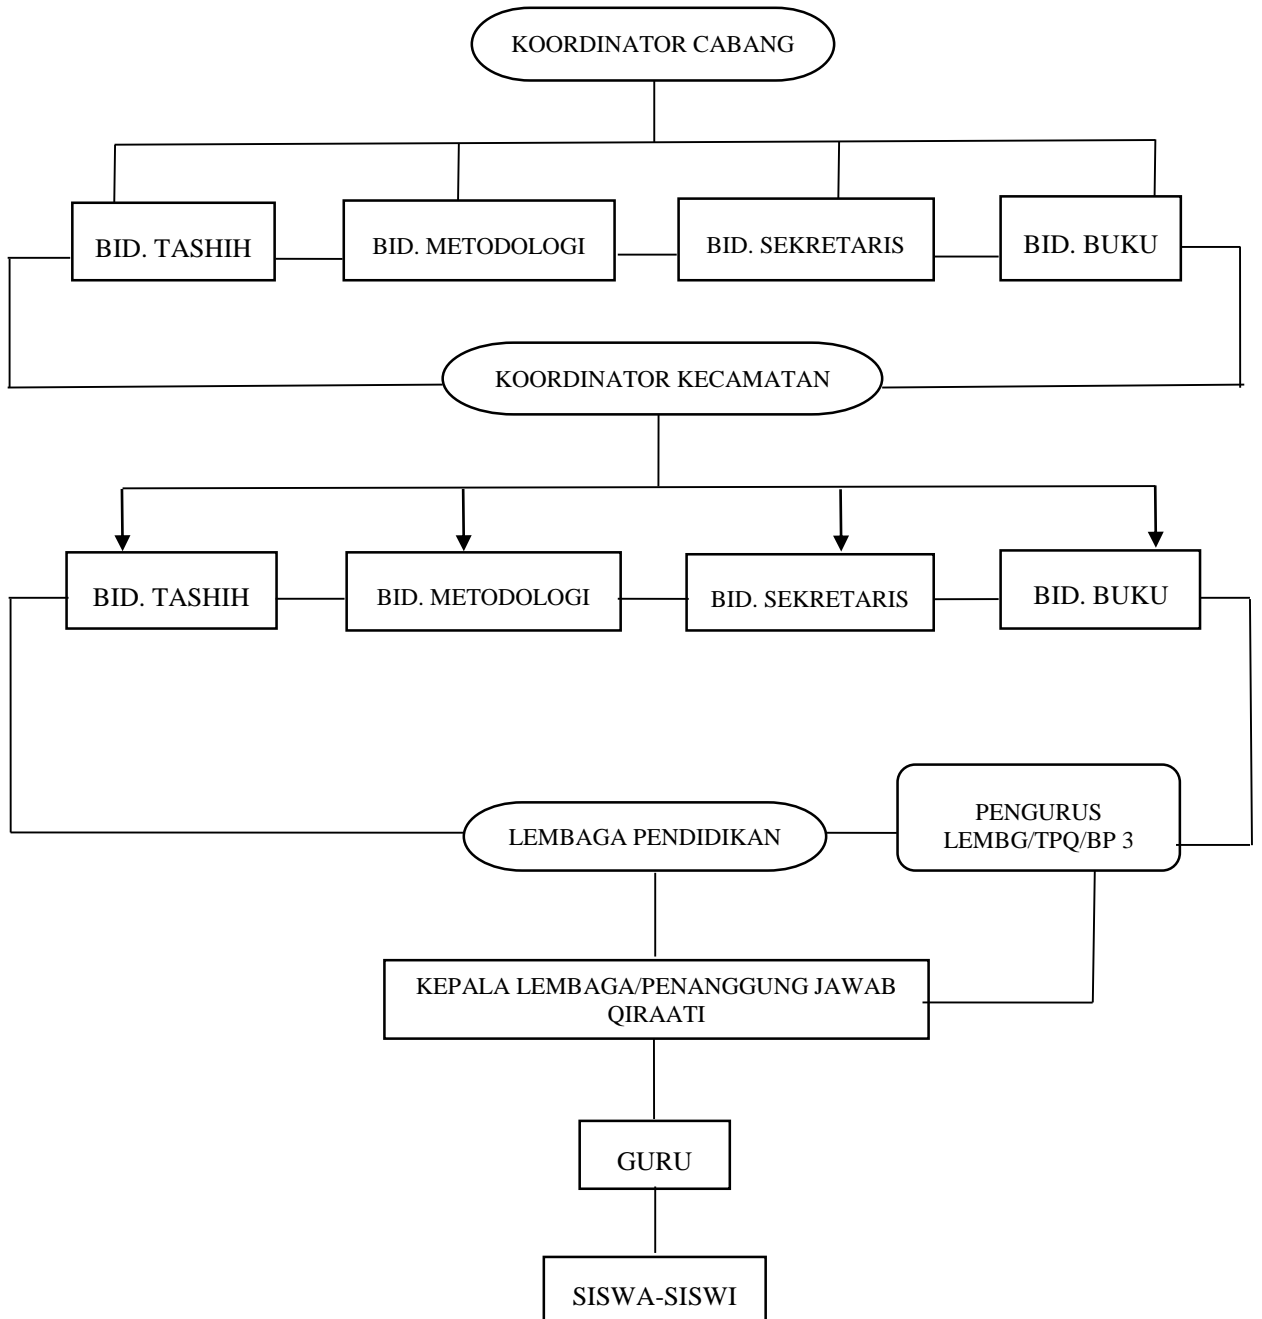 KOORDINATOR CABANG
BID. TASHIH
BID. METODOLOGI
BID. SEKRETARIS
BID. BUKU
KOORDINATOR KECAMATAN
BID. TASHIH
BID. METODOLOGI
BID. SEKRETARIS
BID. BUKU
PENGURUS
LEMBG/TPQ/BP 3
LEMBAGA PENDIDIKAN
KEPALA LEMBAGA/PENANGGUNG JAWAB
QIRAATI
GURU
SISWA-SISWI